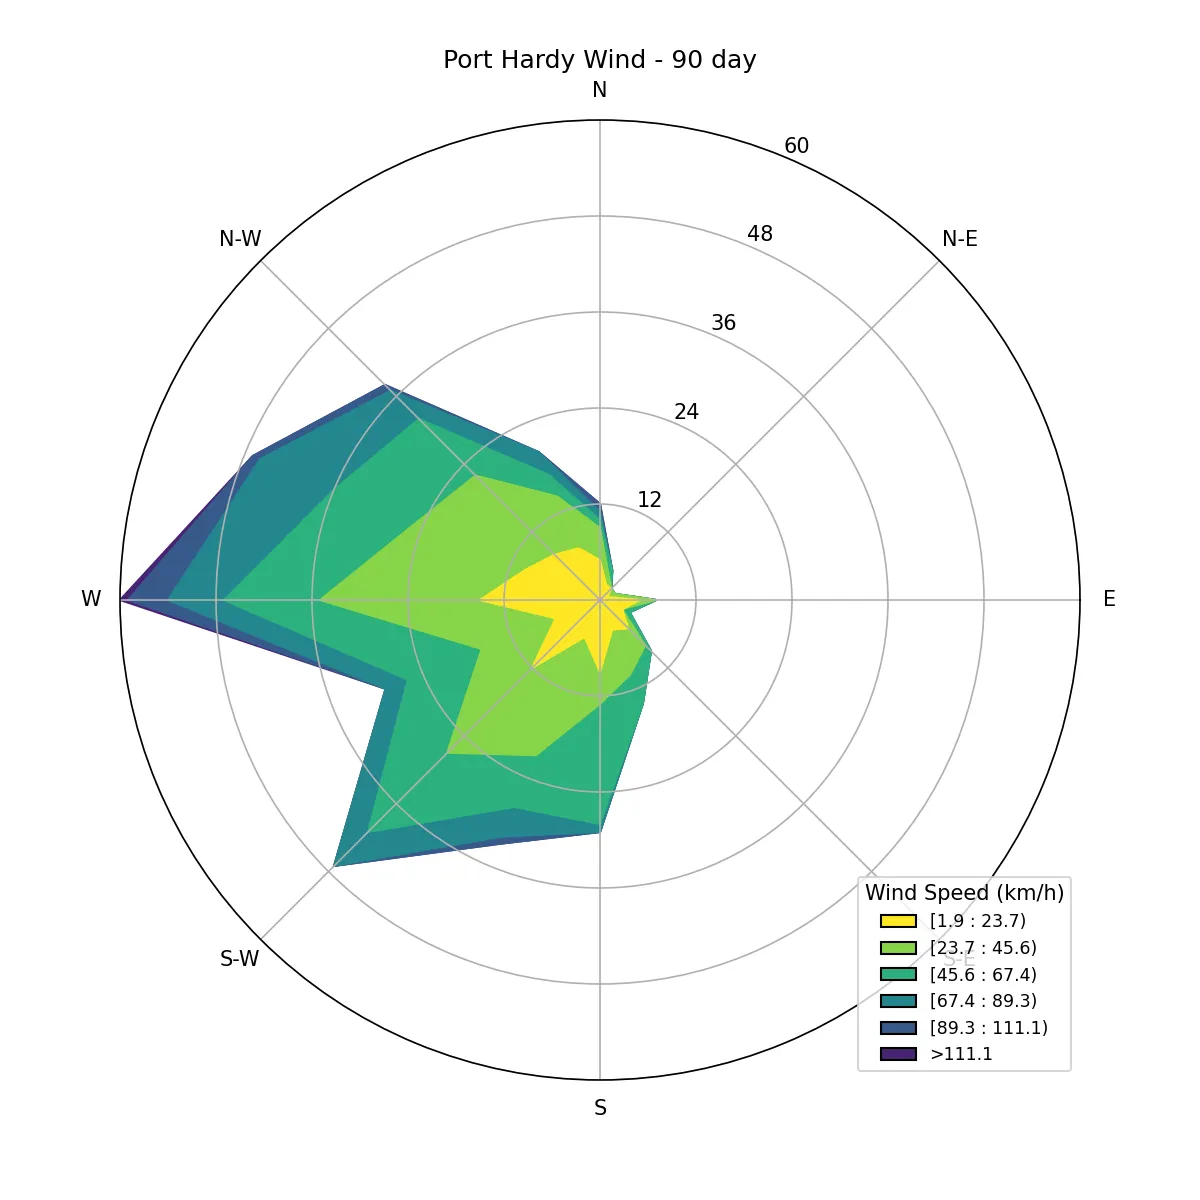 Port Hardy Wind - 90 day
N
60
N-W
48
N-E
36
24
12
W
E
S-W
S-E
S
Wind Speed (km/h)
[1.9 : 23.7)
[23.7 : 45.6)
[45.6 : 67.4)
[67.4 : 89.3)
[89.3 : 111.1)
>111.1